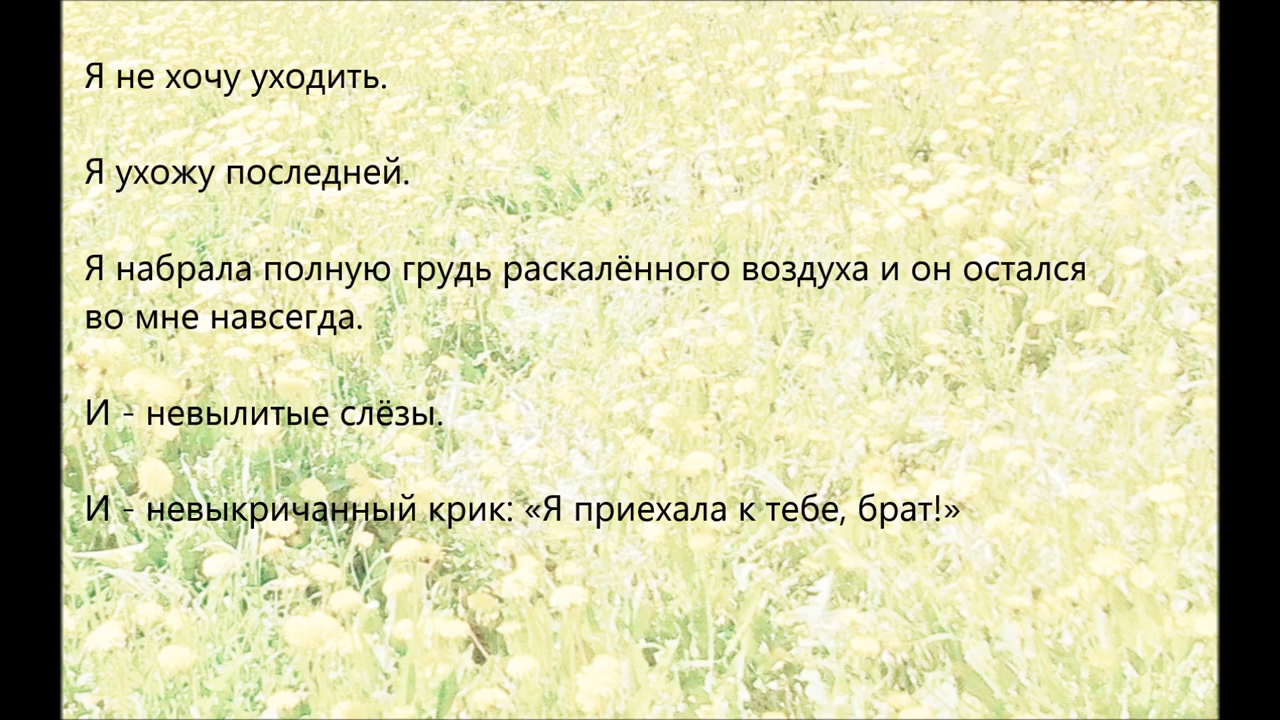 Я не хочу уходить.
Я ухожу последней.
Я набрала полную грудь раскалённого воздуха и он остался
во мне навсегда.
И - невылитые слёзы.
И - невыкричанный крик: «Я приехала к тебе, брат!»